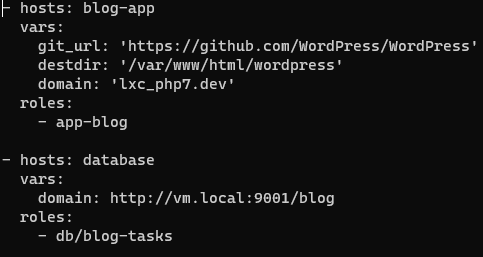 - hosts: blog-app
  vars:
    git_url: 'https://github.com/WordPress/WordPress'
    destdir: '/var/www/html/wordpress'
    domain: 'lxc_php7.dev'
  roles:
    - app-blog

- hosts: database
  vars:
    domain: http://vm.local:9001/blog
  roles:
    - db/blog-tasks